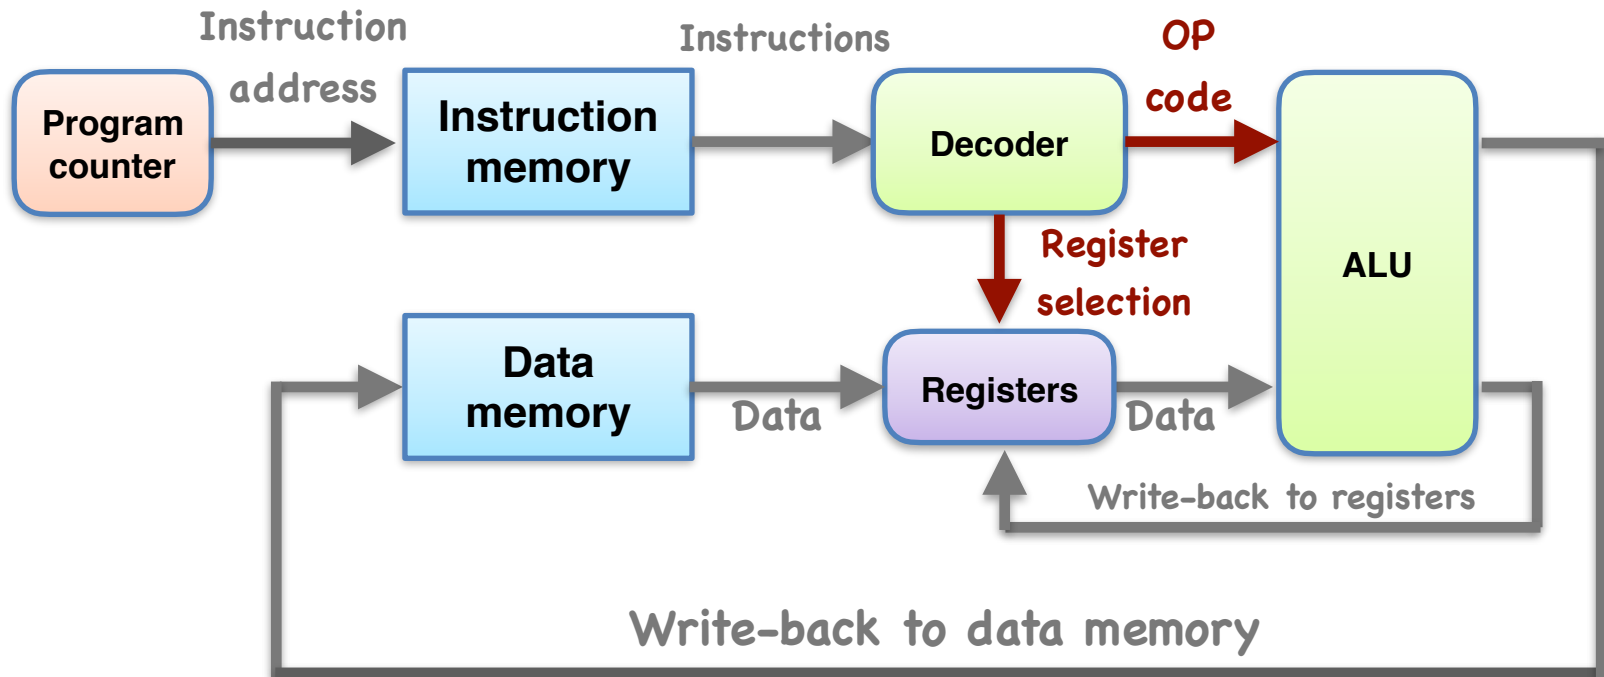 Instruction
address
Instructions
OP
code
Program
counter
Instruction
memory
Decoder
ALU
Register
selection
Data
memory
Data
Registers
Data
Write-back to registers
Write-back to data memory